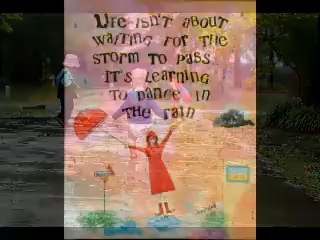 Life isn't about
waiting for the
storm to pass
it's learning
to dance in
the rain